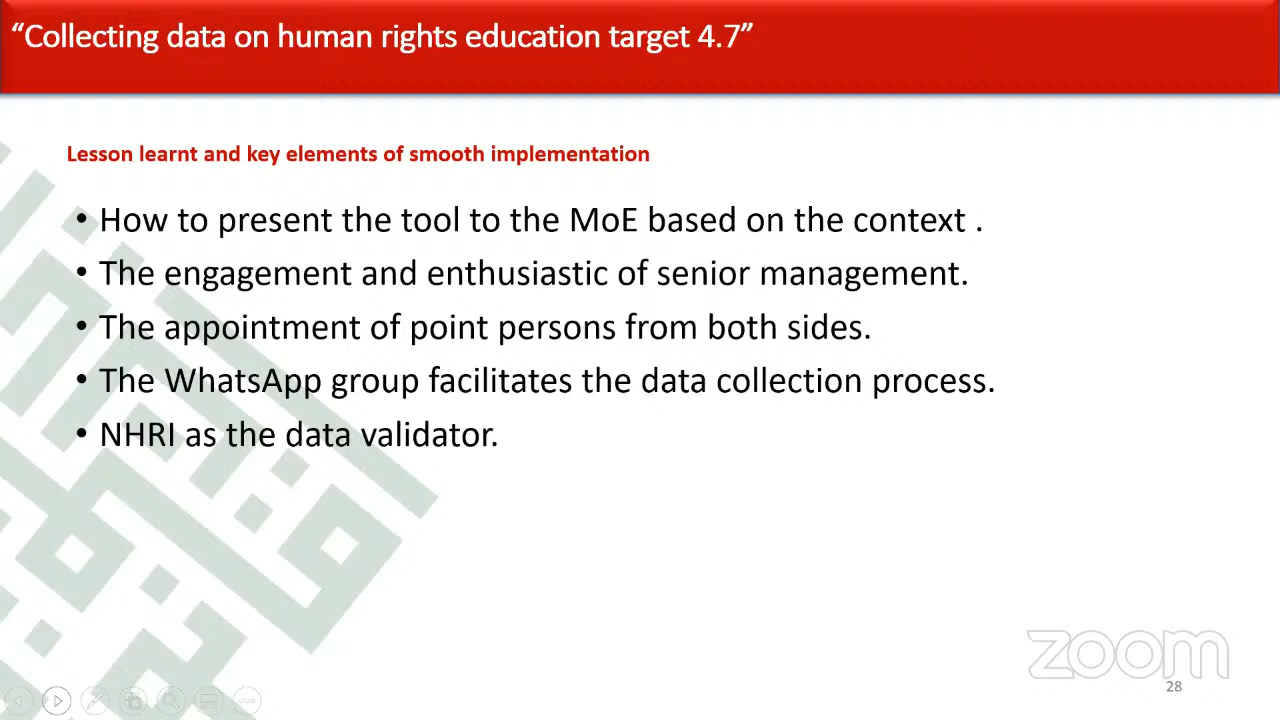 “Collecting data on human rights education target 4.7”
Lesson learnt and key elements of smooth implementation
• How to present the tool to the MoE based on the context .
• The engagement and enthusiastic of senior management.
• The appointment of point persons from both sides.
• The WhatsApp group facilitates the data collection process.
• NHRI as the data validator.
zoom
28